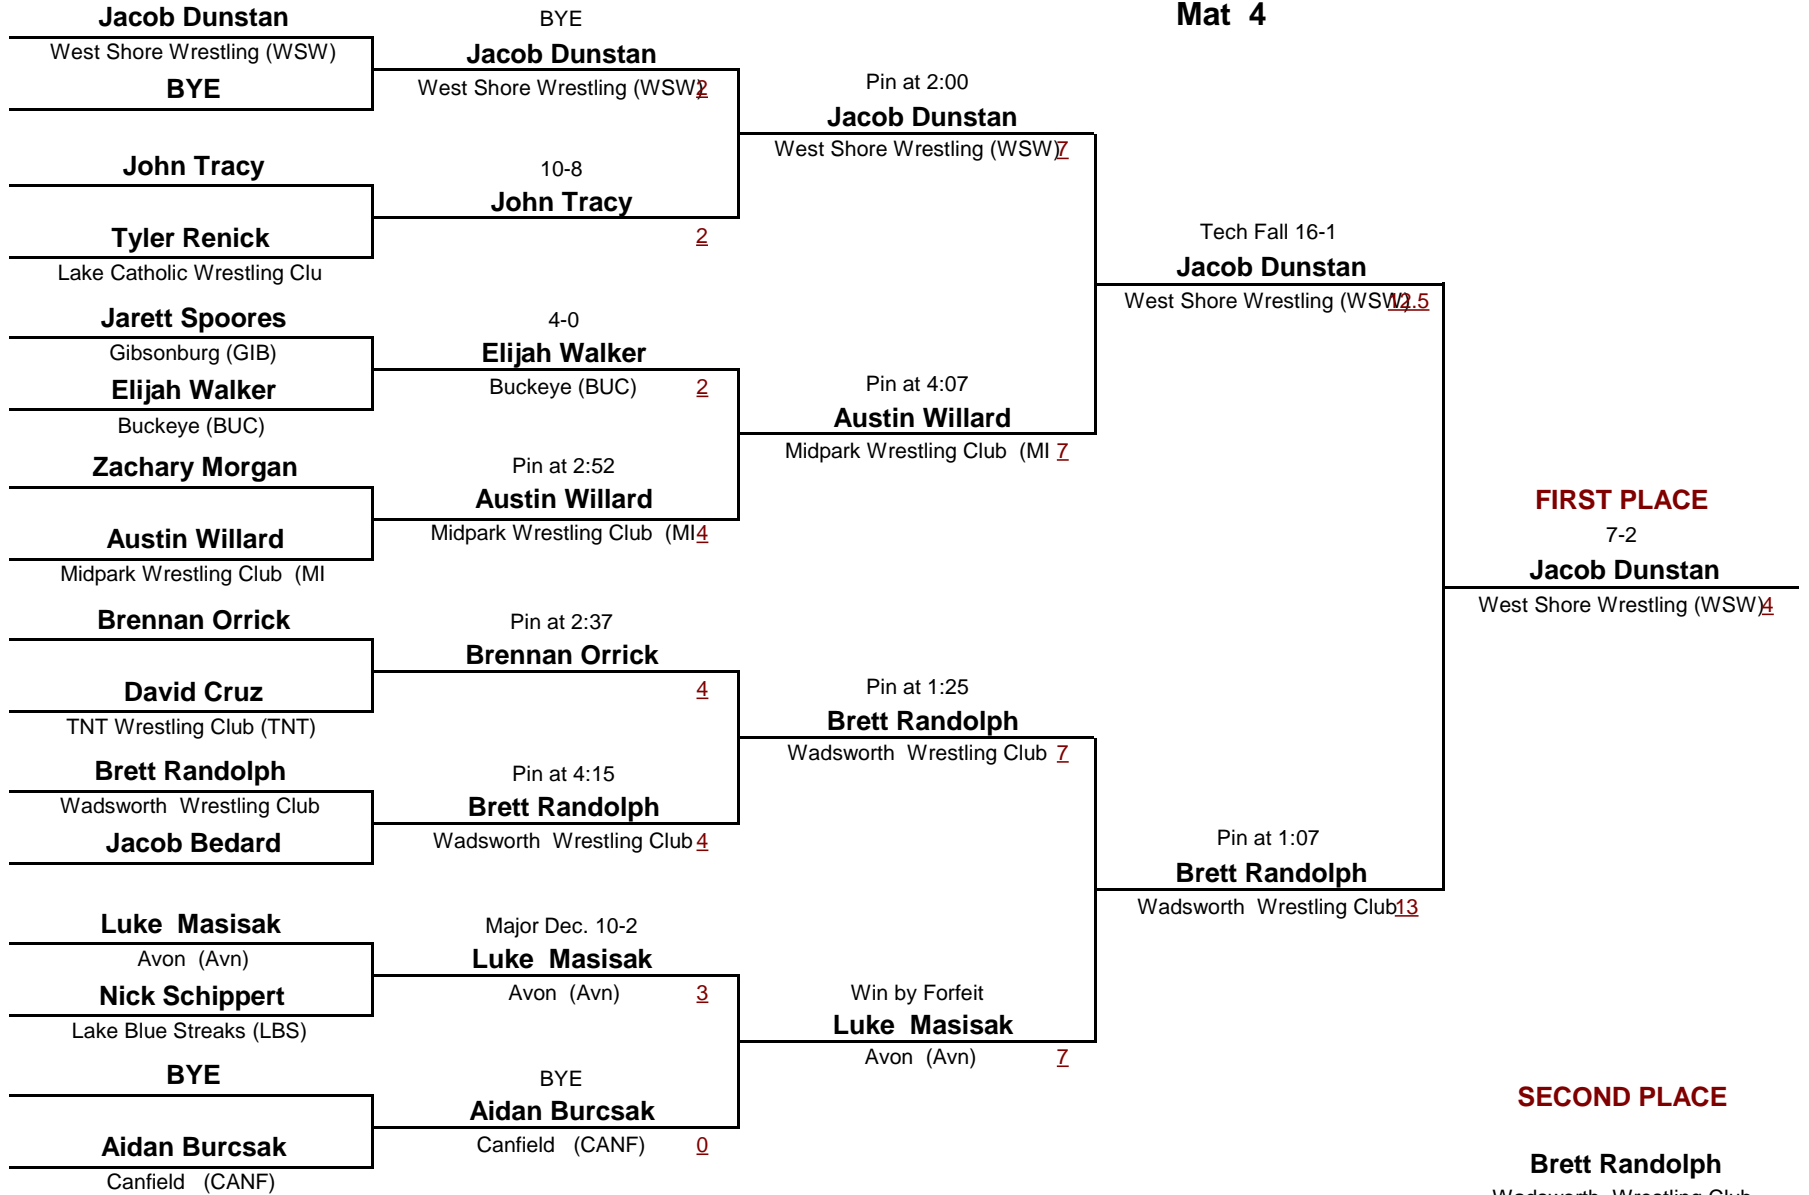 Mat 4
Jacob Dunstan
West Shore Wrestling (WSW)
BYE
John Tracy
Tyler Renick
Lake Catholic Wrestling Clu
Jarett Spoores
Gibsonburg (GIB)
Elijah Walker
Buckeye (BUC)
Zachary Morgan
Austin Willard
Midpark Wrestling Club (MI
Brennan Orrick
David Cruz
TNT Wrestling Club (TNT)
Brett Randolph
Wadsworth Wrestling Club
Jacob Bedard
Luke Masisak
Avon (Avn)
Nick Schippert
Lake Blue Streaks (LBS)
BYE
Aidan Burcsak
Canfield (CANF)
BYE
Jacob Dunstan
West Shore Wrestling (WSW) 2
10-8
John Tracy
2
4-0
Elijah Walker
Buckeye (BUC) 2
Pin at 2:52
Austin Willard
Midpark Wrestling Club (MI 4
Pin at 2:37
Brennan Orrick
4
Pin at 4:15
Brett Randolph
Wadsworth Wrestling Club 4
Major Dec. 10-2
Luke Masisak
Avon (Avn) 3
BYE
Aidan Burcsak
Canfield (CANF) 0
Pin at 2:00
Jacob Dunstan
West Shore Wrestling (WSW) 7
Pin at 4:07
Austin Willard
Midpark Wrestling Club (MI 7
Pin at 1:25
Brett Randolph
Wadsworth Wrestling Club 7
Win by Forfeit
Luke Masisak
Avon (Avn) 7
Tech Fall 16-1
Jacob Dunstan
West Shore Wrestling (WSW) 12.5
Pin at 1:07
Brett Randolph
Wadsworth Wrestling Club 13
FIRST PLACE
7-2
Jacob Dunstan
West Shore Wrestling (WSW) 4
SECOND PLACE
Brett Randolph
Wadsworth Wrestling Club